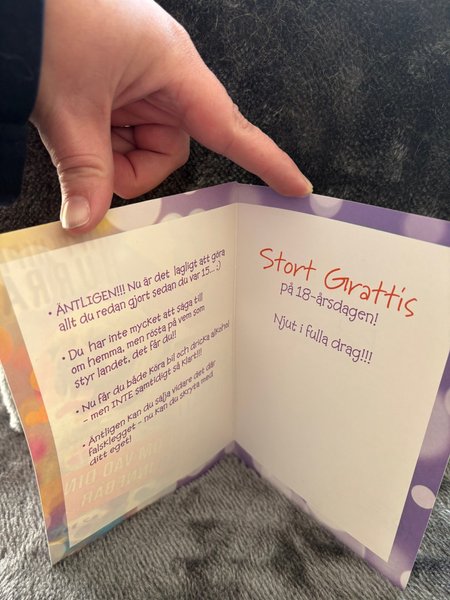 • ÄNTLIGEN!!! Nu är det lagligt att göra
allt du redan gjort sedan du var 15... ;)
• Du har inte mycket att säga till
om hemma, men rösta på vem som
styr landet, det får du!!
• Nu får du både köra bil och dricka alkohol
- men INTE samtidigt så klart!!!
• Äntligen kan du sälja vidare det där
falsklegget - nu kan du skryta med
ditt eget!
Stort Grattis
på 18-årsdagen!
Njut i fulla drag!!!